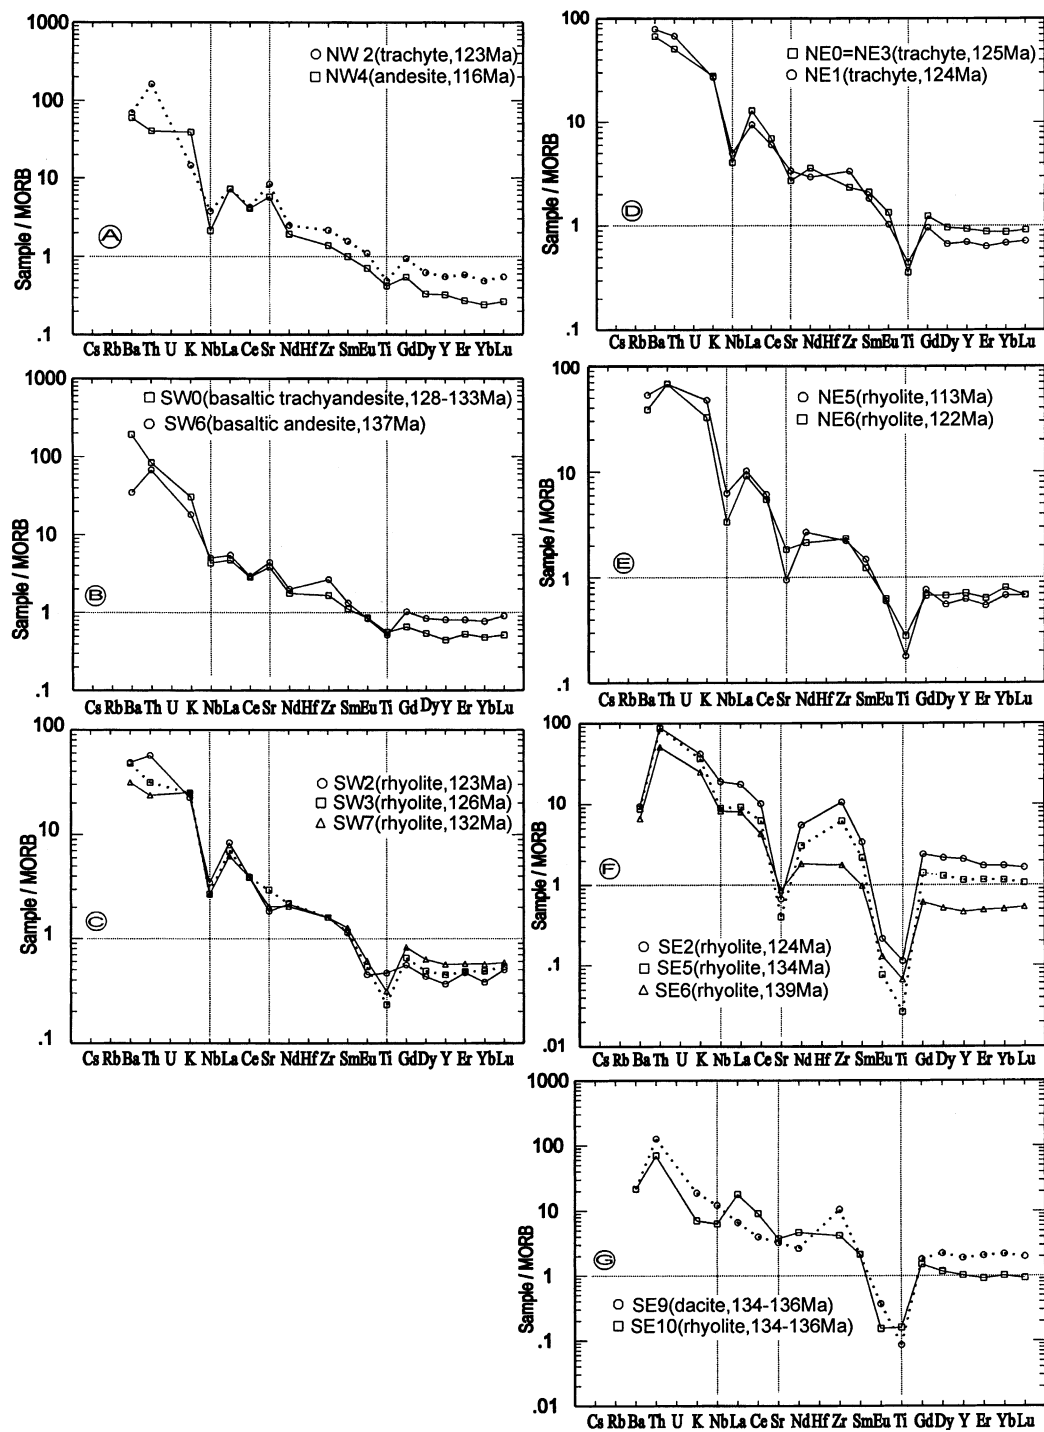 1000
100
10
1
.1
Sample / MORB
A
NW 2(trachyte,123Ma)
NW4(andesite,116Ma)
Cs Rb Ba Th U K Nb La Ce Sr Nd Hf Zr Sm Eu Ti Gd Dy Y Er Yb Lu
1000
100
10
1
.1
Sample / MORB
B
SW0(basaltic trachyandesite,128-133Ma)
SW6(basaltic andesite,137Ma)
Cs Rb Ba Th U K Nb La Ce Sr Nd Hf Zr Sm Eu Ti Gd Dy Y Er Yb Lu
100
10
1
.1
Sample / MORB
C
SW2(rhyolite,123Ma)
SW3(rhyolite,126Ma)
SW7(rhyolite,132Ma)
Cs Rb Ba Th U K Nb La Ce Sr Nd Hf Zr Sm Eu Ti Gd Dy Y Er Yb Lu
100
10
1
.1
Sample / MORB
D
NE0=NE3(trachyte,125Ma)
NE1(trachyte,124Ma)
Cs Rb Ba Th U K Nb La Ce Sr Nd Hf Zr Sm Eu Ti Gd Dy Y Er Yb Lu
100
10
1
.1
Sample / MORB
E
NE5(rhyolite,113Ma)
NE6(rhyolite,122Ma)
Cs Rb Ba Th U K Nb La Ce Sr Nd Hf Zr Sm Eu Ti Gd Dy Y Er Yb Lu
100
10
1
.1
.01
Sample / MORB
F
SE2(rhyolite,124Ma)
SE5(rhyolite,134Ma)
SE6(rhyolite,139Ma)
Cs Rb Ba Th U K Nb La Ce Sr Nd Hf Zr Sm Eu Ti Gd Dy Y Er Yb Lu
1000
100
10
1
.1
.01
Sample / MORB
G
SE9(dacite,134-136Ma)
SE10(rhyolite,134-136Ma)
Cs Rb Ba Th U K Nb La Ce Sr Nd Hf Zr Sm Eu Ti Gd Dy Y Er Yb Lu